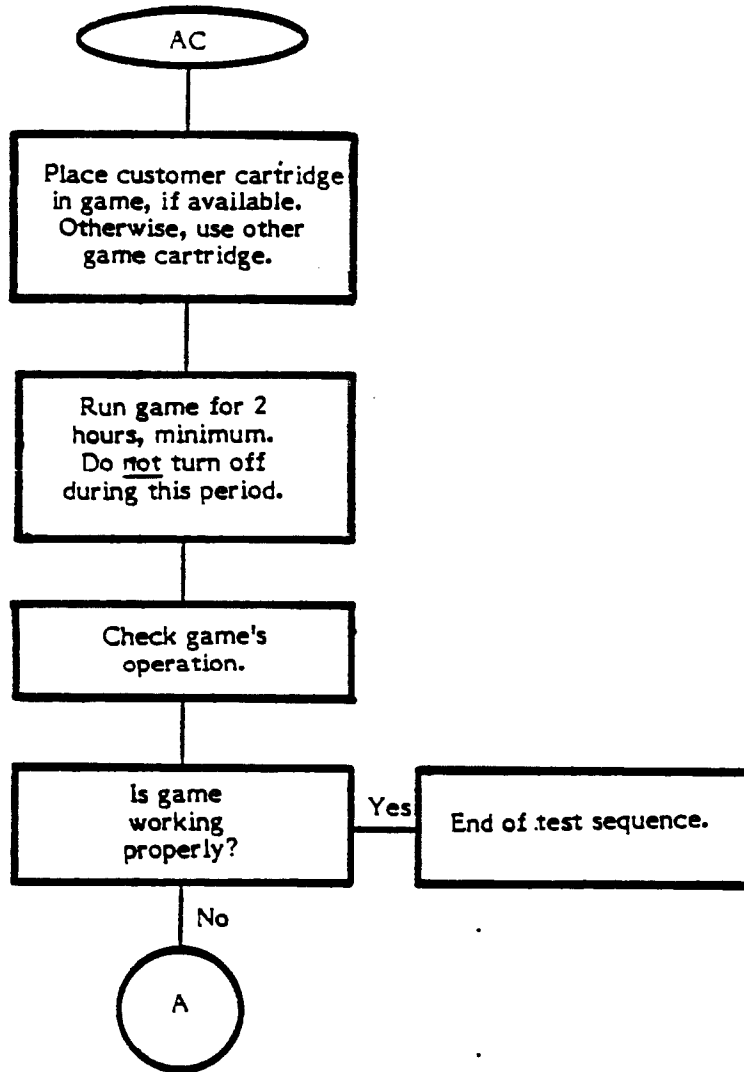 AC
Place customer cartridge
in game, if available.
Otherwise, use other
game cartridge.
Run game for 2
hours, minimum.
Do not turn off
during this period.
Check game's
operation.
Is game
working
properly?
Yes
End of test sequence.
No
A